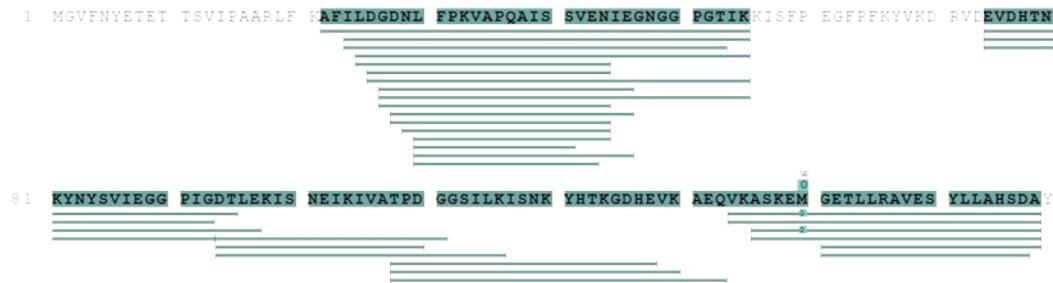 1 MGVFNYETET TSVIPAARLF KAFILDGDNL FPKVAPQAIS SVENIEGNGG PGTIKKISFP EGFPFKYVKD RVDEVDHTN
O
81 KYNYSVIEGG PIGDTLEKIS NEIKIVATPD GGSILKISNK YHTKGDHEVK AEQVKASKEM GETLLRAVES YLLAHSDAY